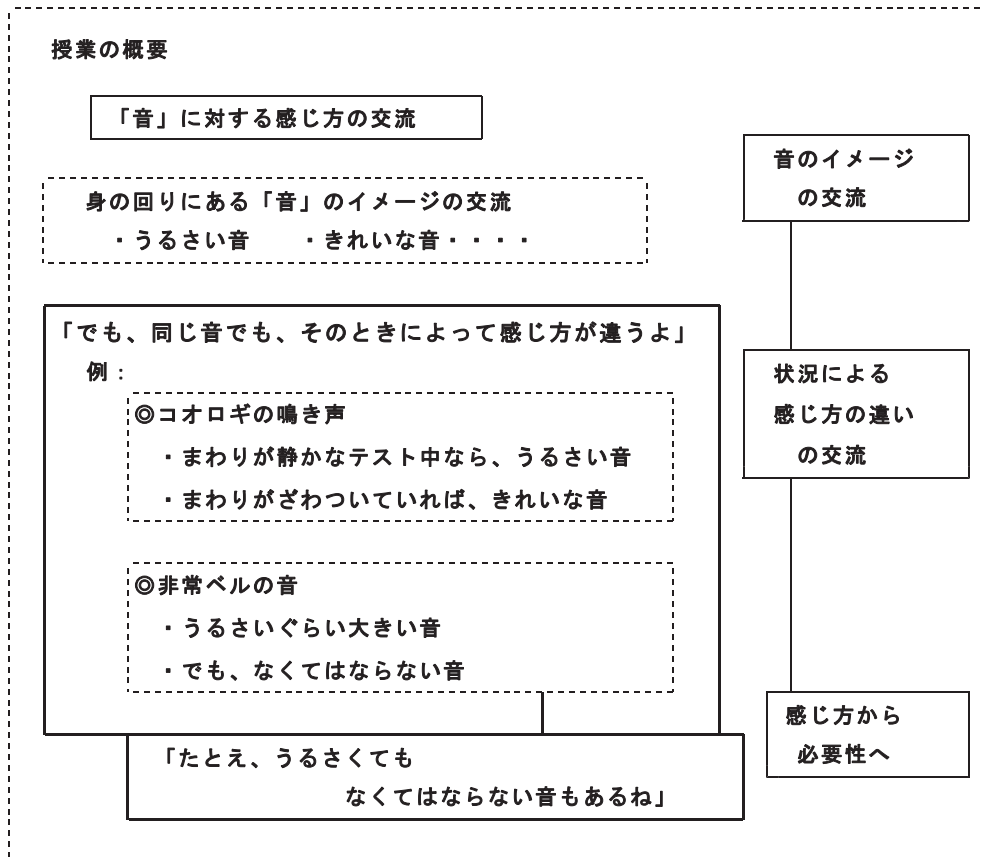 授業の概要
「音」に対する感じ方の交流
身の回りにある「音」のイメージの交流
・うるさい音　　・きれいな音・・・・
「でも、同じ音でも、そのときによって感じ方が違うよ」
例：
◎コオロギの鳴き声
・まわりが静かなテスト中なら、うるさい音
・まわりがざわついていれば、きれいな音
◎非常ベルの音
・うるさいぐらい大きい音
・でも、なくてはならない音
「たとえ、うるさくても
なくてはならない音もあるね」
音のイメージ
の交流
状況による
感じ方の違い
の交流
感じ方から
必要性へ